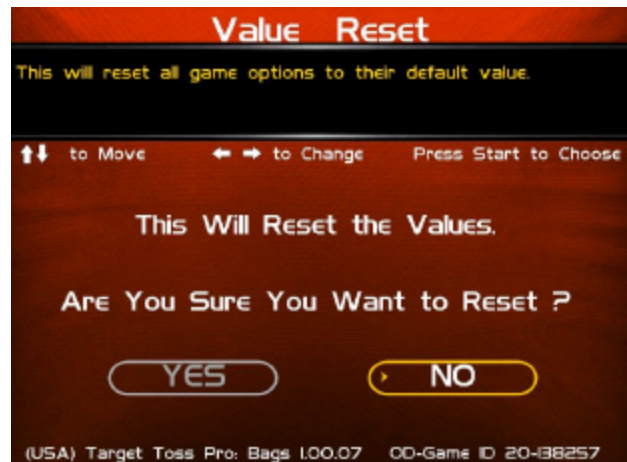 Value Reset
This will reset all game options to their default value.
⬆⬇ to Move ⬅ ➡ to Change Press Start to Choose
This Will Reset the Values.
Are You Sure You Want to Reset ?
YES NO
(USA) Target Toss Pro: Bags 1.00.07 OD-Game ID 20-138257